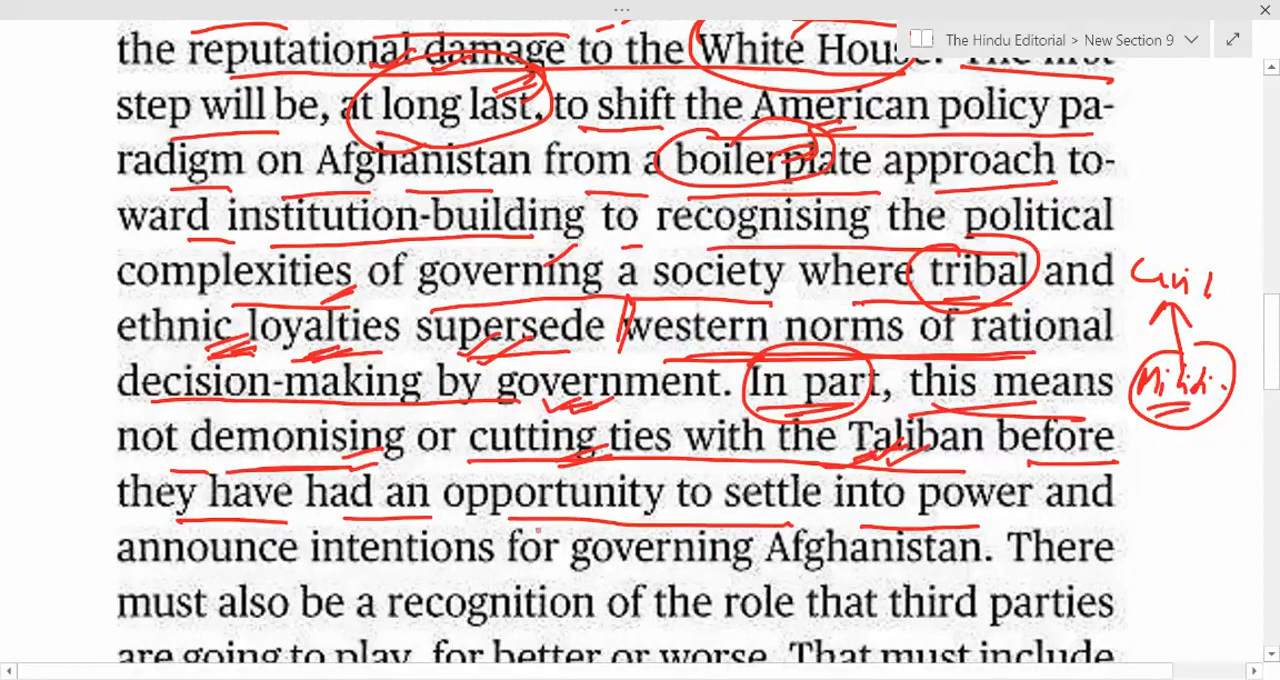 The Hindu Editorial > New Section 9
the reputational damage to the White House. The first
step will be, at long last, to shift the American policy pa-
radigm on Afghanistan from a boilerplate approach to-
ward institution-building to recognising the political
complexities of governing a society where tribal and
ethnic loyalties supersede western norms of rational
decision-making by government. In part, this means
not demonising or cutting ties with the Taliban before
they have had an opportunity to settle into power and
announce intentions for governing Afghanistan. There
must also be a recognition of the role that third parties
are going to play, for better or worse. That must include
Civil